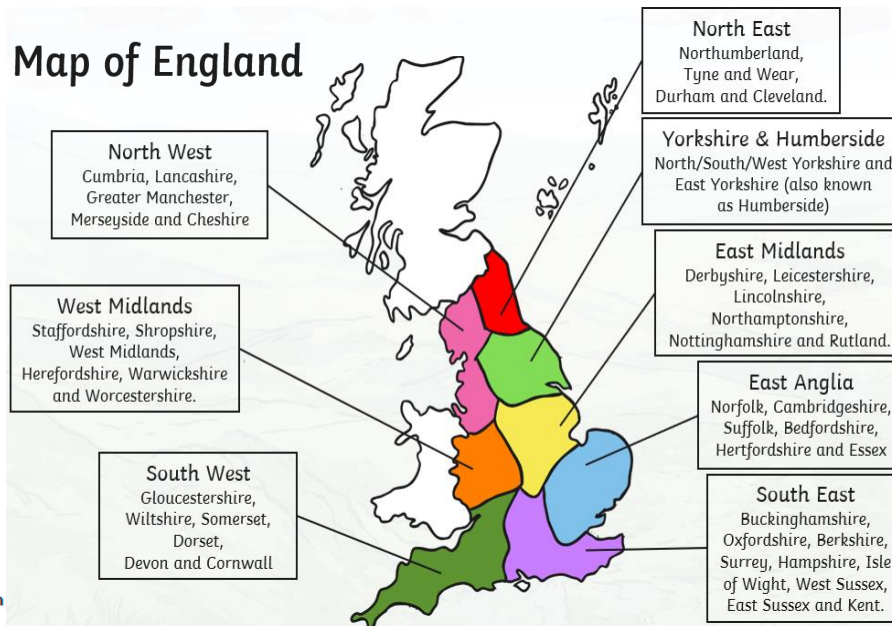 Map of England
North East
Northumberland,
Tyne and Wear,
Durham and Cleveland.
North West
Cumbria, Lancashire,
Greater Manchester,
Merseyside and Cheshire
Yorkshire & Humberside
North/South/West Yorkshire and
East Yorkshire (also known
as Humberside)
East Midlands
Derbyshire, Leicestershire,
Lincolnshire,
Northamptonshire,
Nottinghamshire and Rutland.
West Midlands
Staffordshire, Shropshire,
West Midlands,
Herefordshire, Warwickshire
and Worcestershire.
East Anglia
Norfolk, Cambridgeshire,
Suffolk, Bedfordshire,
Hertfordshire and Essex
South West
Gloucestershire,
Wiltshire, Somerset,
Dorset,
Devon and Cornwall
South East
Buckinghamshire,
Oxfordshire, Berkshire,
Surrey, Hampshire, Isle
of Wight, West Sussex,
East Sussex and Kent.